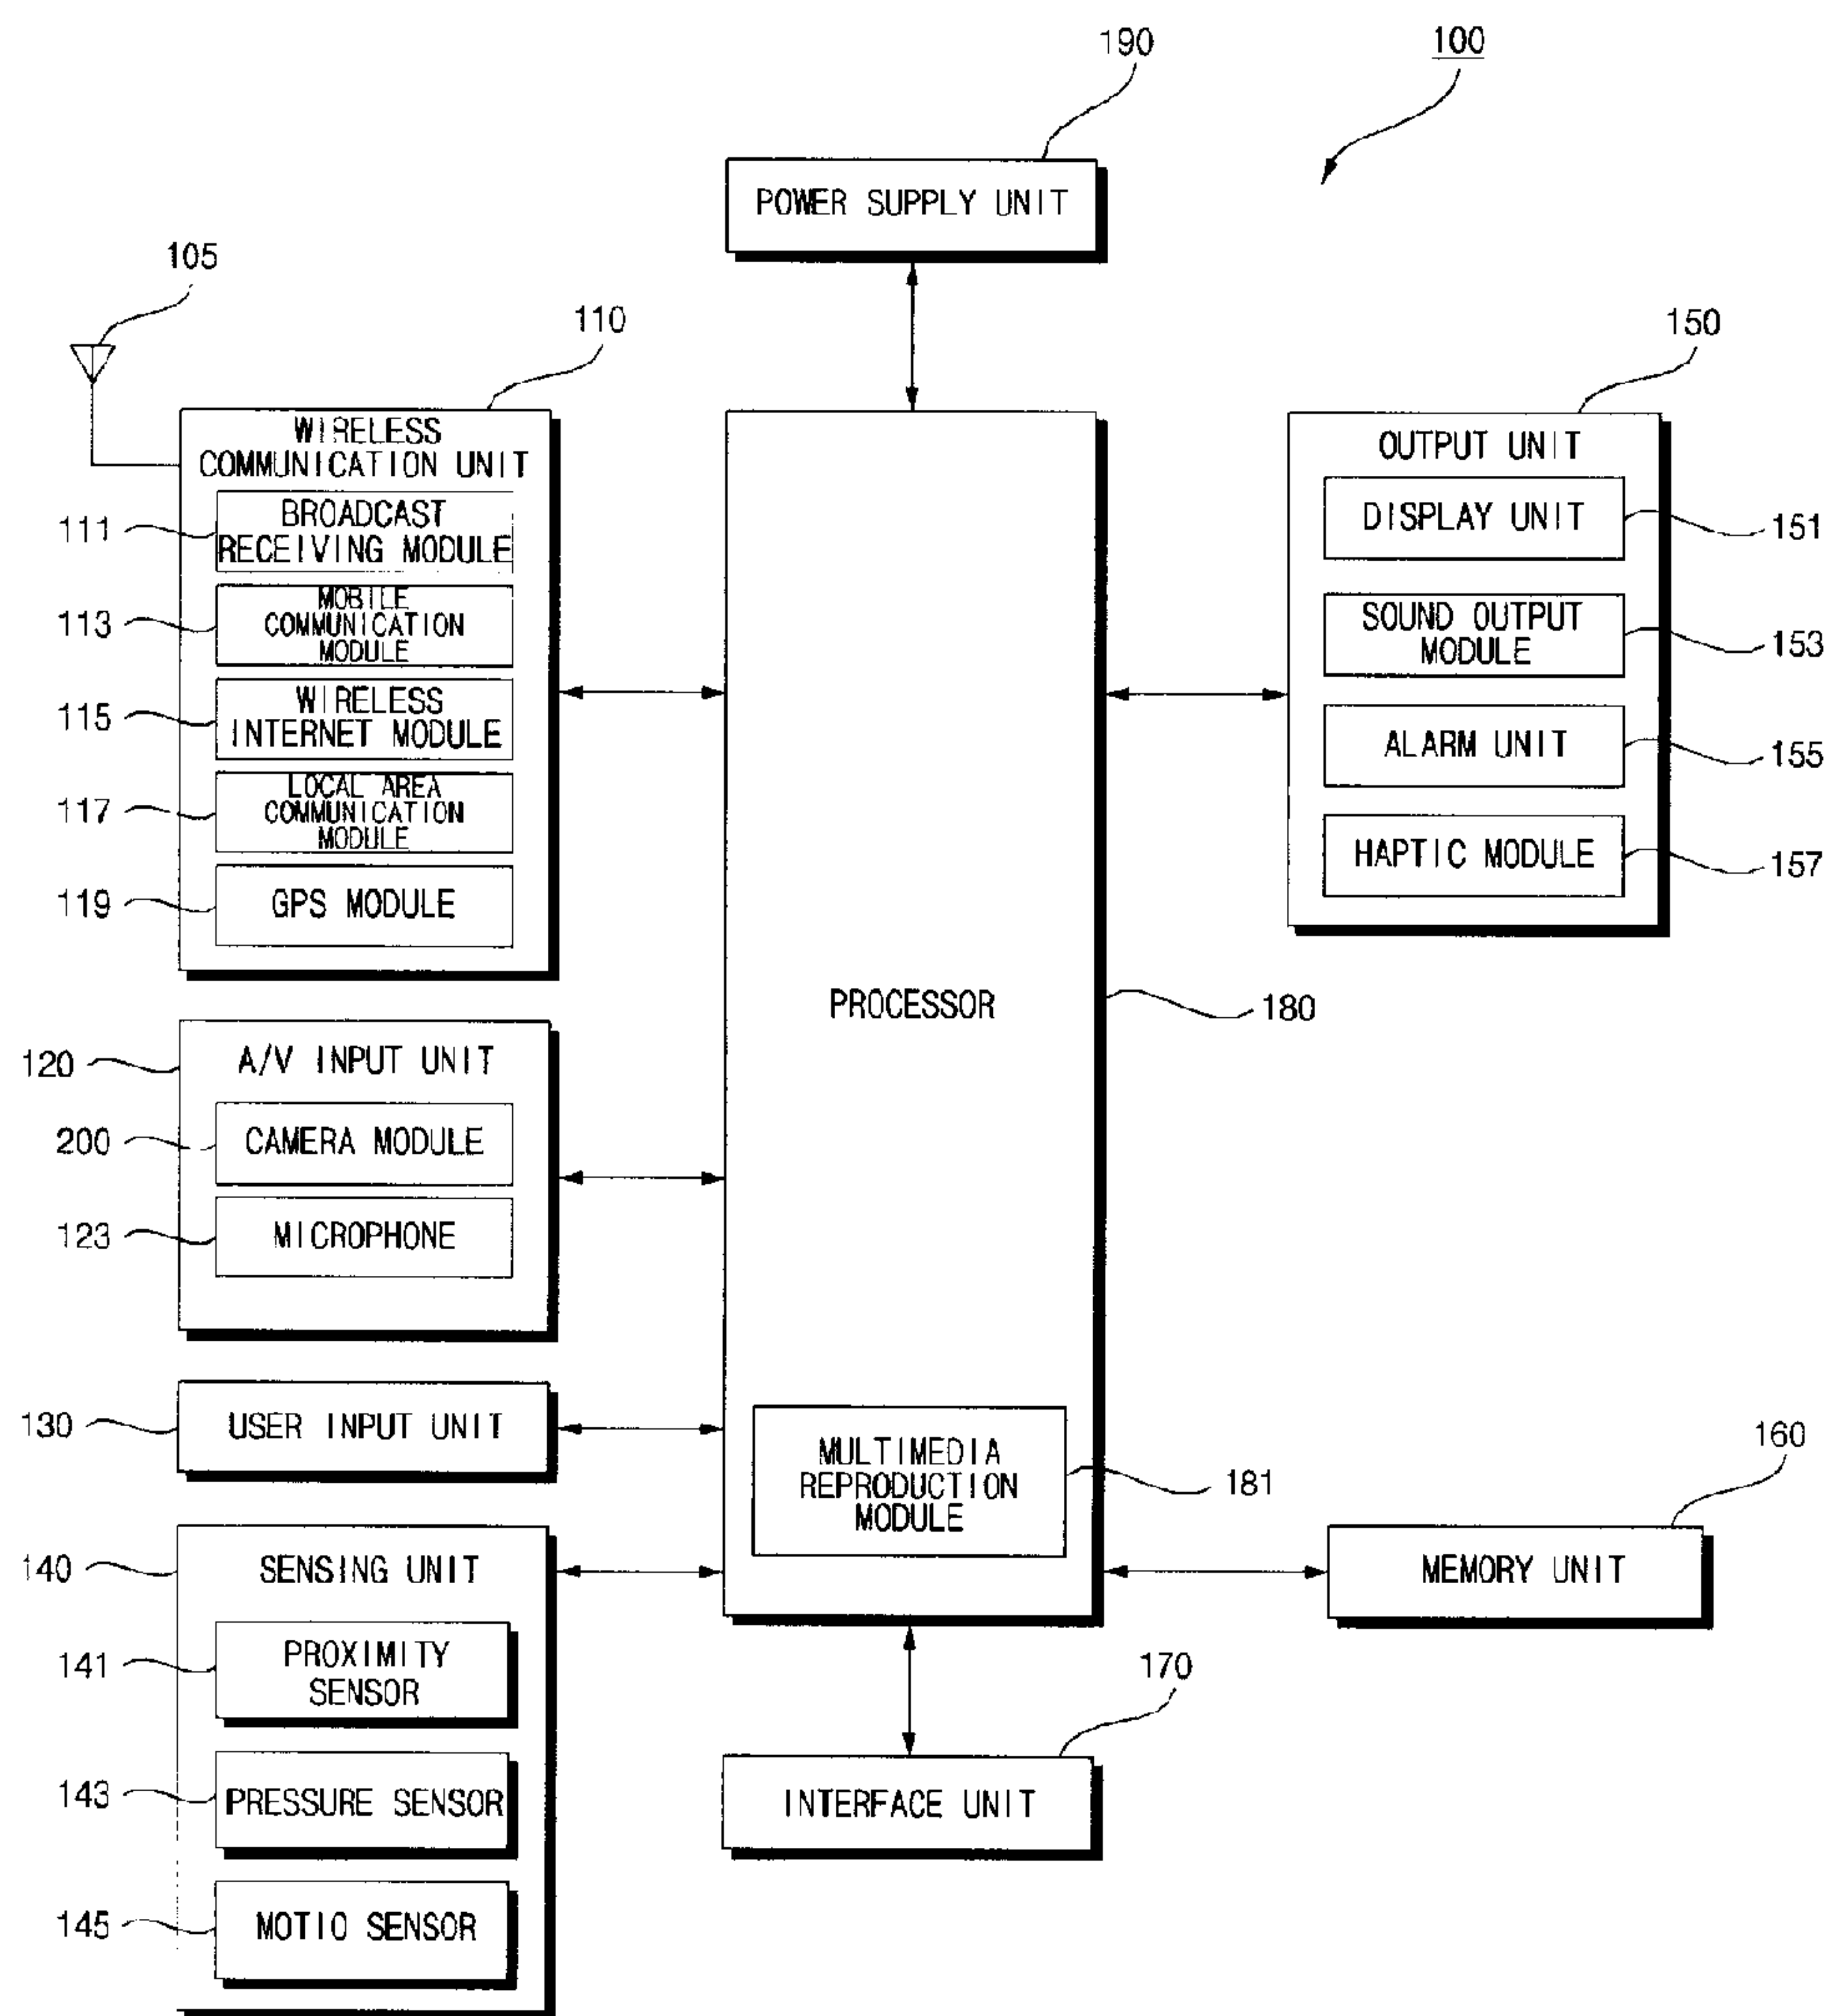 190
100
POWER SUPPLY UNIT
105
110
150
WIRELESS
COMMUNICATION UNIT
111
BROADCAST
RECEIVING MODULE
113
MOBILE
COMMUNICATION
MODULE
115
WIRELESS
INTERNET MODULE
117
LOCAL AREA
COMMUNICATION
MODULE
119
GPS MODULE
OUTPUT UNIT
DISPLAY UNIT
151
SOUND OUTPUT
MODULE
153
ALARM UNIT
155
HAPTIC MODULE
157
PROCESSOR
180
120
A/V INPUT UNIT
200
CAMERA MODULE
123
MICROPHONE
130
USER INPUT UNIT
MULTIMEDIA
REPRODUCTION
MODULE
181
160
MEMORY UNIT
140
SENSING UNIT
141
PROXIMITY
SENSOR
143
PRESSURE SENSOR
145
MOTIO SENSOR
170
INTERFACE UNIT